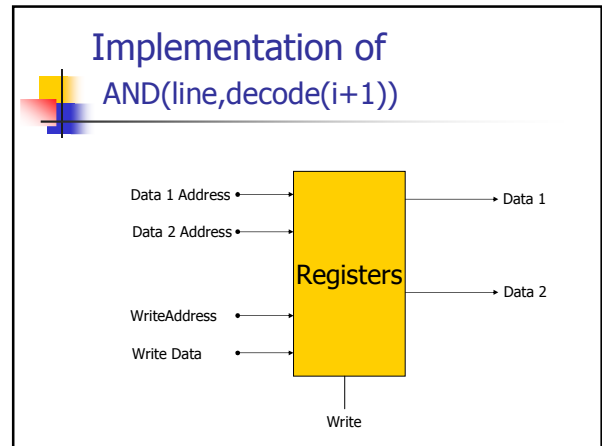 Implementation of
AND(line,decode(i+1))
Data 1 Address
Data 1
Data 2 Address
Registers
Data 2
WriteAddress
Write Data
Write